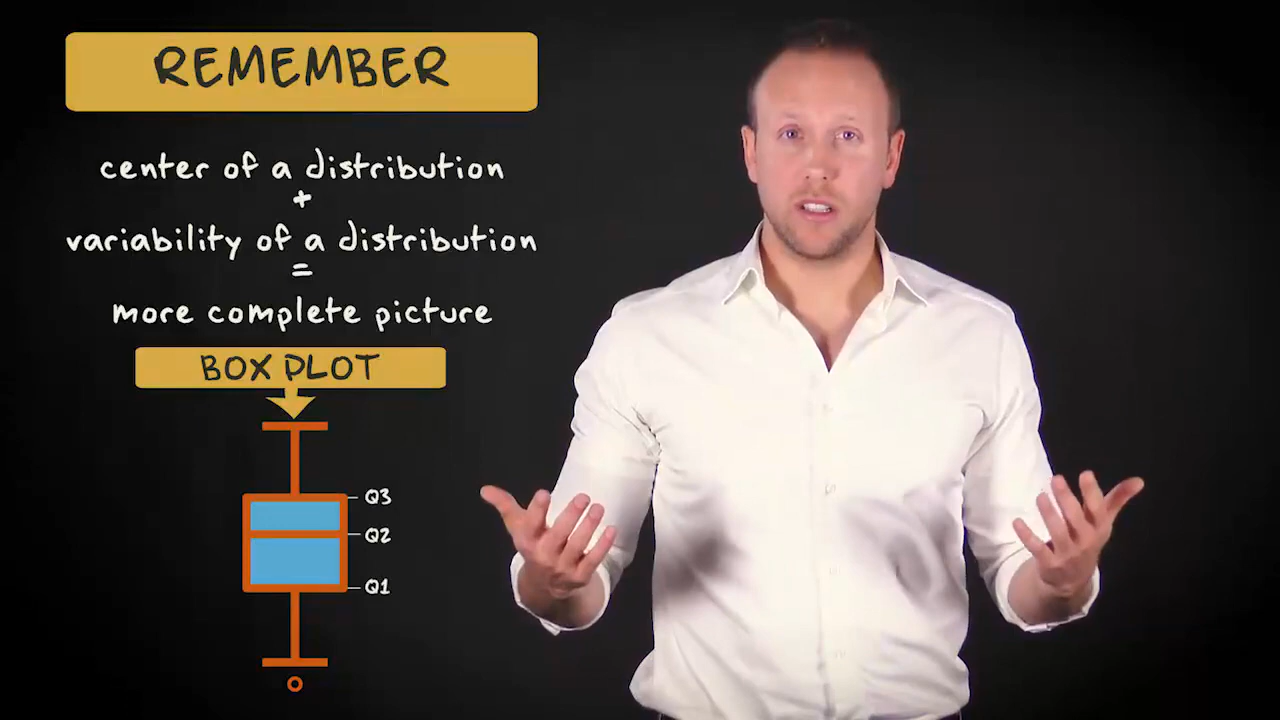 REMEMBER
center of a distribution
+
variability of a distribution
=
more complete picture
BOX PLOT
Q3
Q2
Q1